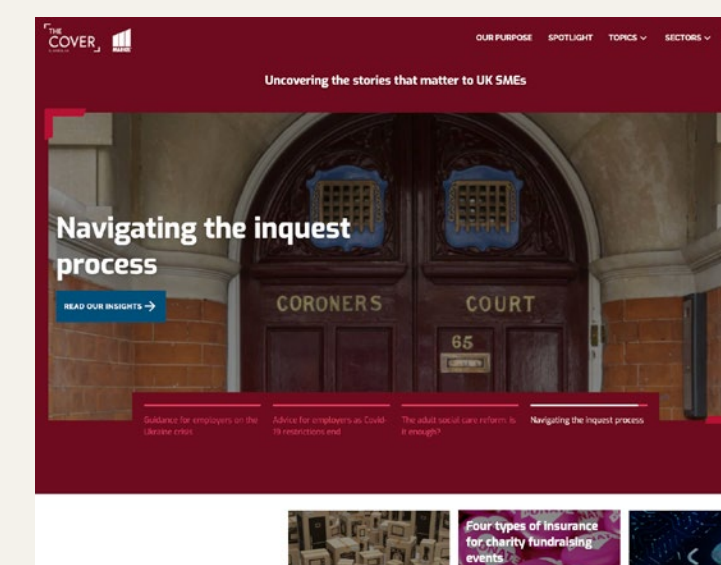 THE
COVER
MARKEL
OUR PURPOSE SPOTLIGHT TOPICS SECTORS
Uncovering the stories that matter to UK SMEs
Navigating the inquest
process
READ OUR INSIGHTS →
CORONERS COURT
65
Guidance for employers on the
Ukraine crisis
Advice for employers as Covid-
19 restrictions end
The adult social care reform: Is
it enough?
Navigating the inquest process
Four types of insurance
for charity fundraising
events